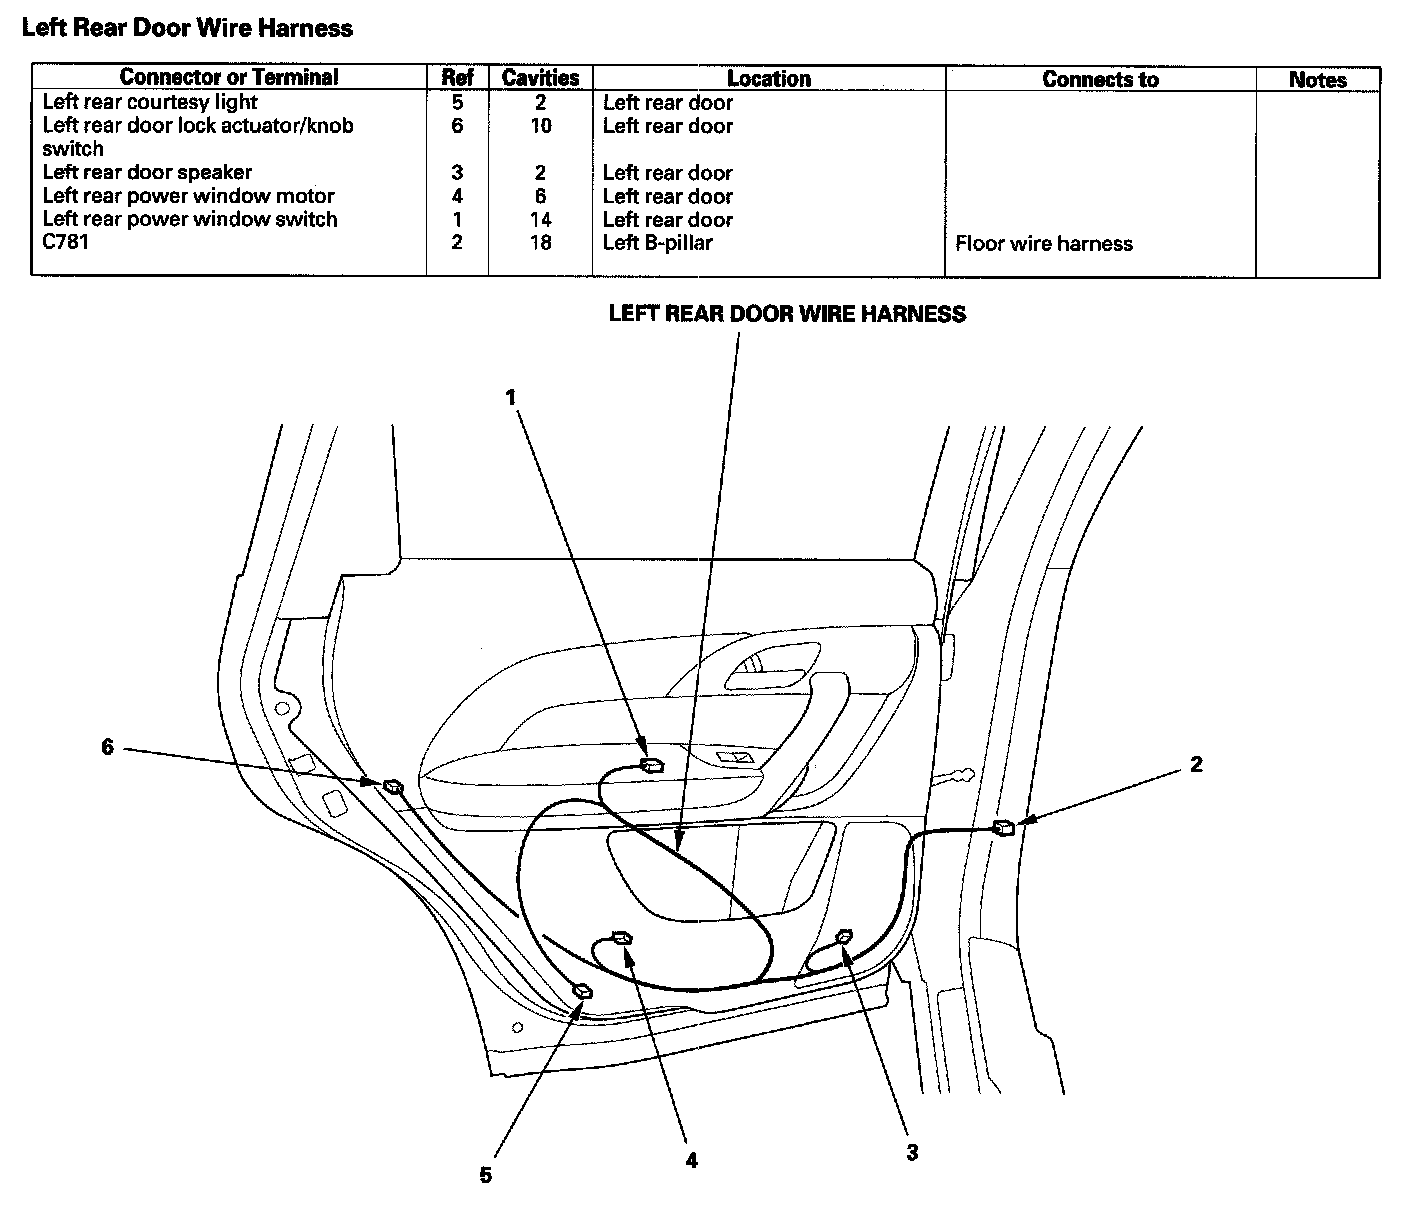 Left Rear Door Wire Harness
Connector or Terminal Ref Cavities Location Connects to Notes
Left rear courtesy light 5 2 Left rear door
Left rear door lock actuator/knob 6 10 Left rear door
switch
Left rear door speaker 3 2 Left rear door
Left rear power window motor 4 6 Left rear door
Left rear power window switch 1 14 Left rear door
C781 2 18 Left B-pillar Floor wire harness
LEFT REAR DOOR WIRE HARNESS
1
6
2
3
4
5